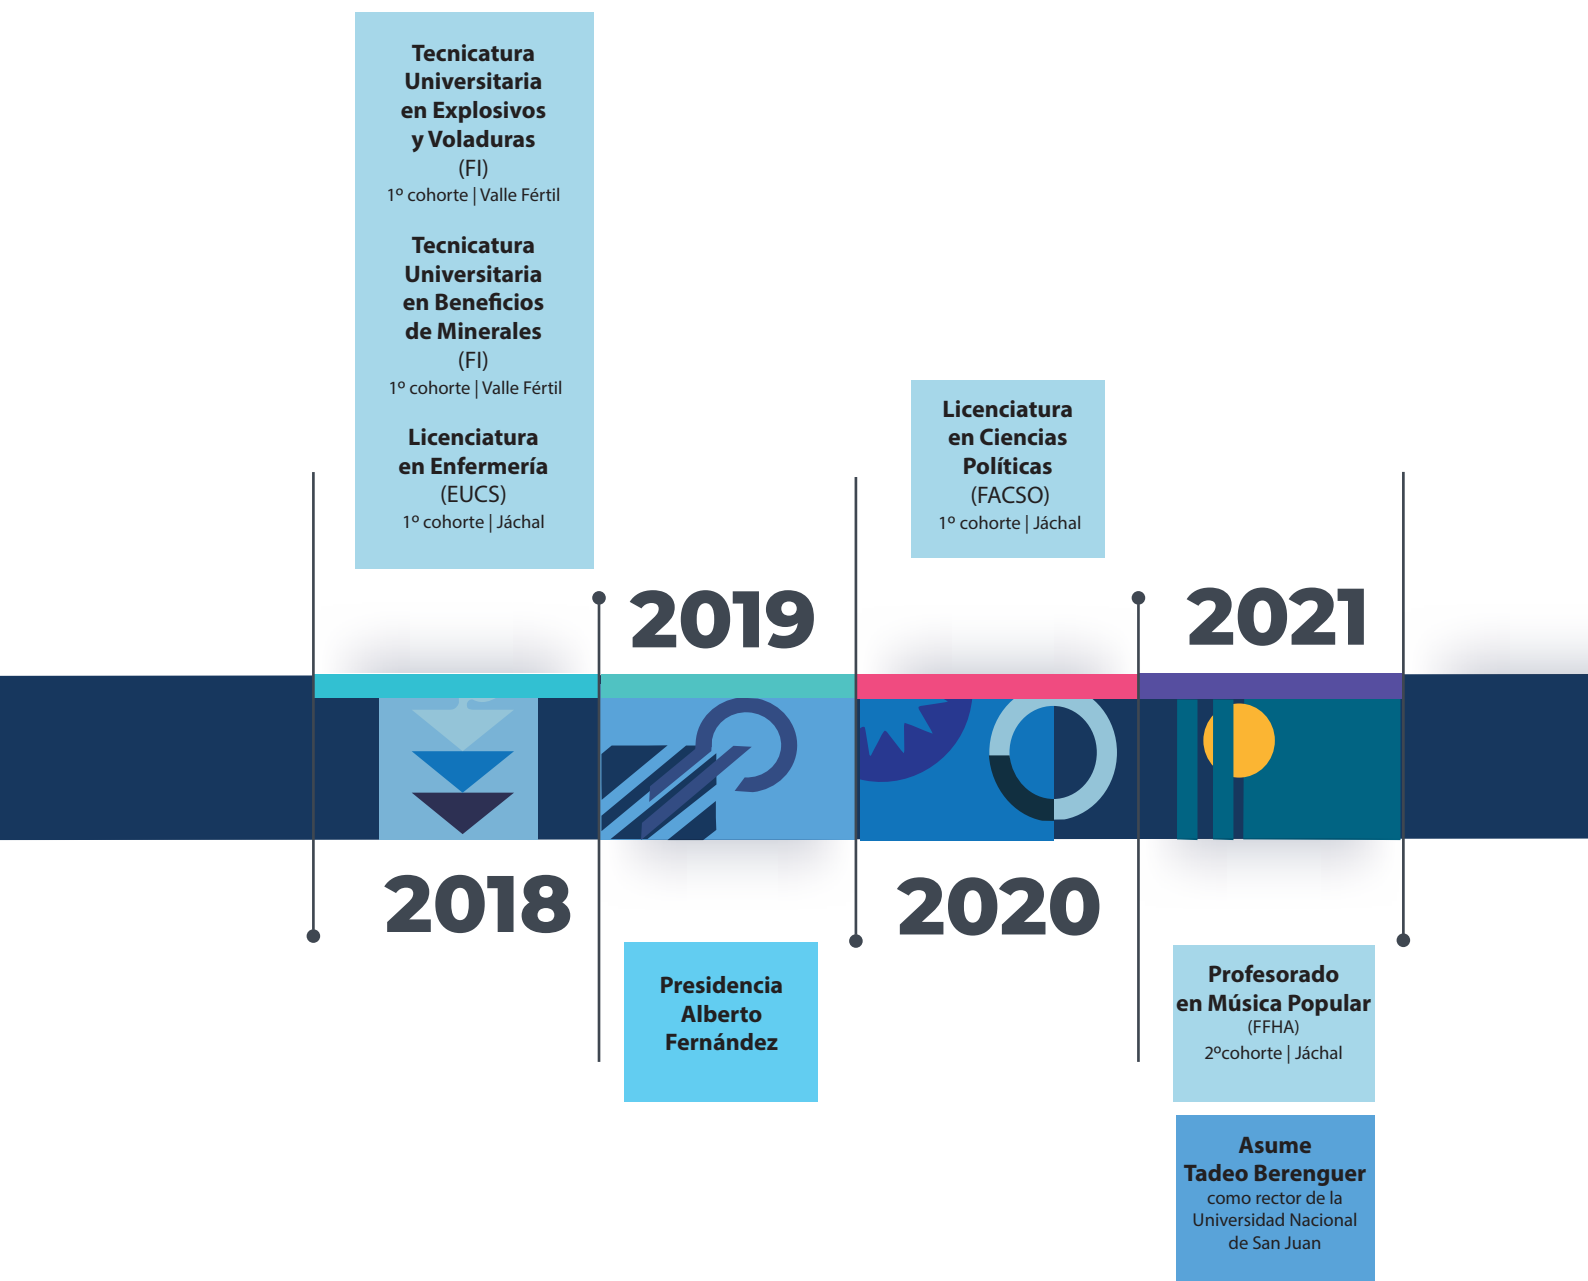 Tecnicatura
Universitaria
en Explosivos
y Voladuras
(FI)
1º cohorte | Valle Fértil
Tecnicatura
Universitaria
en Beneficios
de Minerales
(FI)
1º cohorte | Valle Fértil
Licenciatura
en Enfermería
(EUCS)
1º cohorte | Jáchal
2018
2019
Presidencia
Alberto
Fernández
Licenciatura
en Ciencias
Políticas
(FACSO)
1º cohorte | Jáchal
2020
2021
Profesorado
en Música Popular
(FFHA)
2ºcohorte | Jáchal
Asume
Tadeo Berenguer
como rector de la
Universidad Nacional
de San Juan